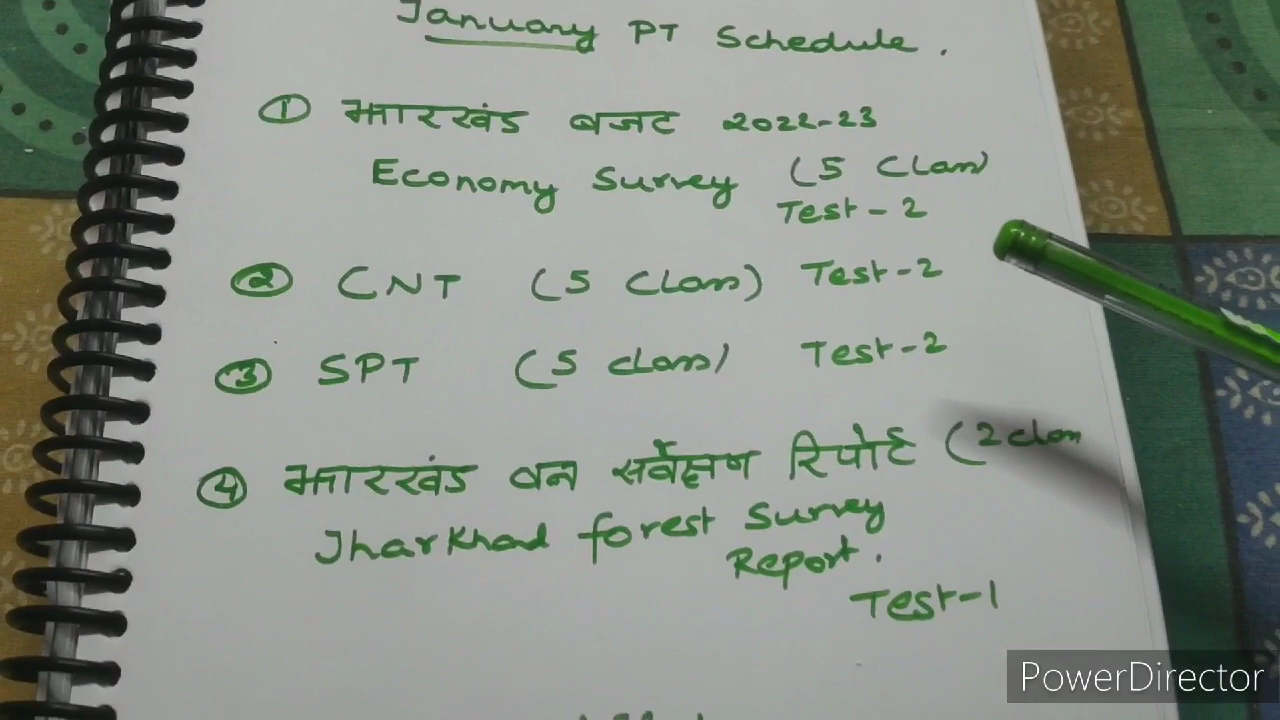 January PT Schedule.
① झारखंड बजट 2022-23
Economy Survey (5 Class)
Test-2
② CNT (5 Class) Test-2
③ SPT (5 class) Test-2
④ झारखंड वन सर्वेक्षण रिपोर्ट (2 class
Jharkhad forest Survey
Report.
Test-1
PowerDirector